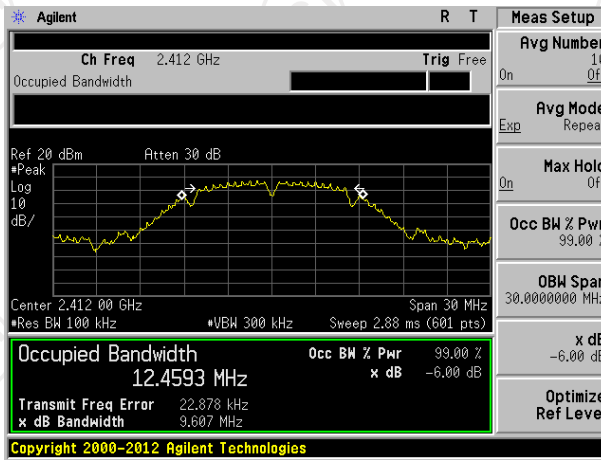 Agilent R T Meas Setup
Ch Freq 2.412 GHz Trig Free
Occupied Bandwidth
Avg Number
On
Avg Mode
Exp
Max Hold
On
Occ BW % Pwr
99.00 %
OBW Span
30.0000000 MHz
x dB
-6.00 dB
Optimize
Ref Level
Ref 20 dBm Atten 30 dB
#Peak
Log
10
dB/
Center 2.412 00 GHz Span 30 MHz
#Res BW 100 kHz #VBW 300 kHz Sweep 2.88 ms (601 pts)
Occupied Bandwidth Occ BW % Pwr 99.00 %
12.4593 MHz x dB -6.00 dB
Transmit Freq Error 22.878 kHz
x dB Bandwidth 9.607 MHz
Copyright 2000-2012 Agilent Technologies